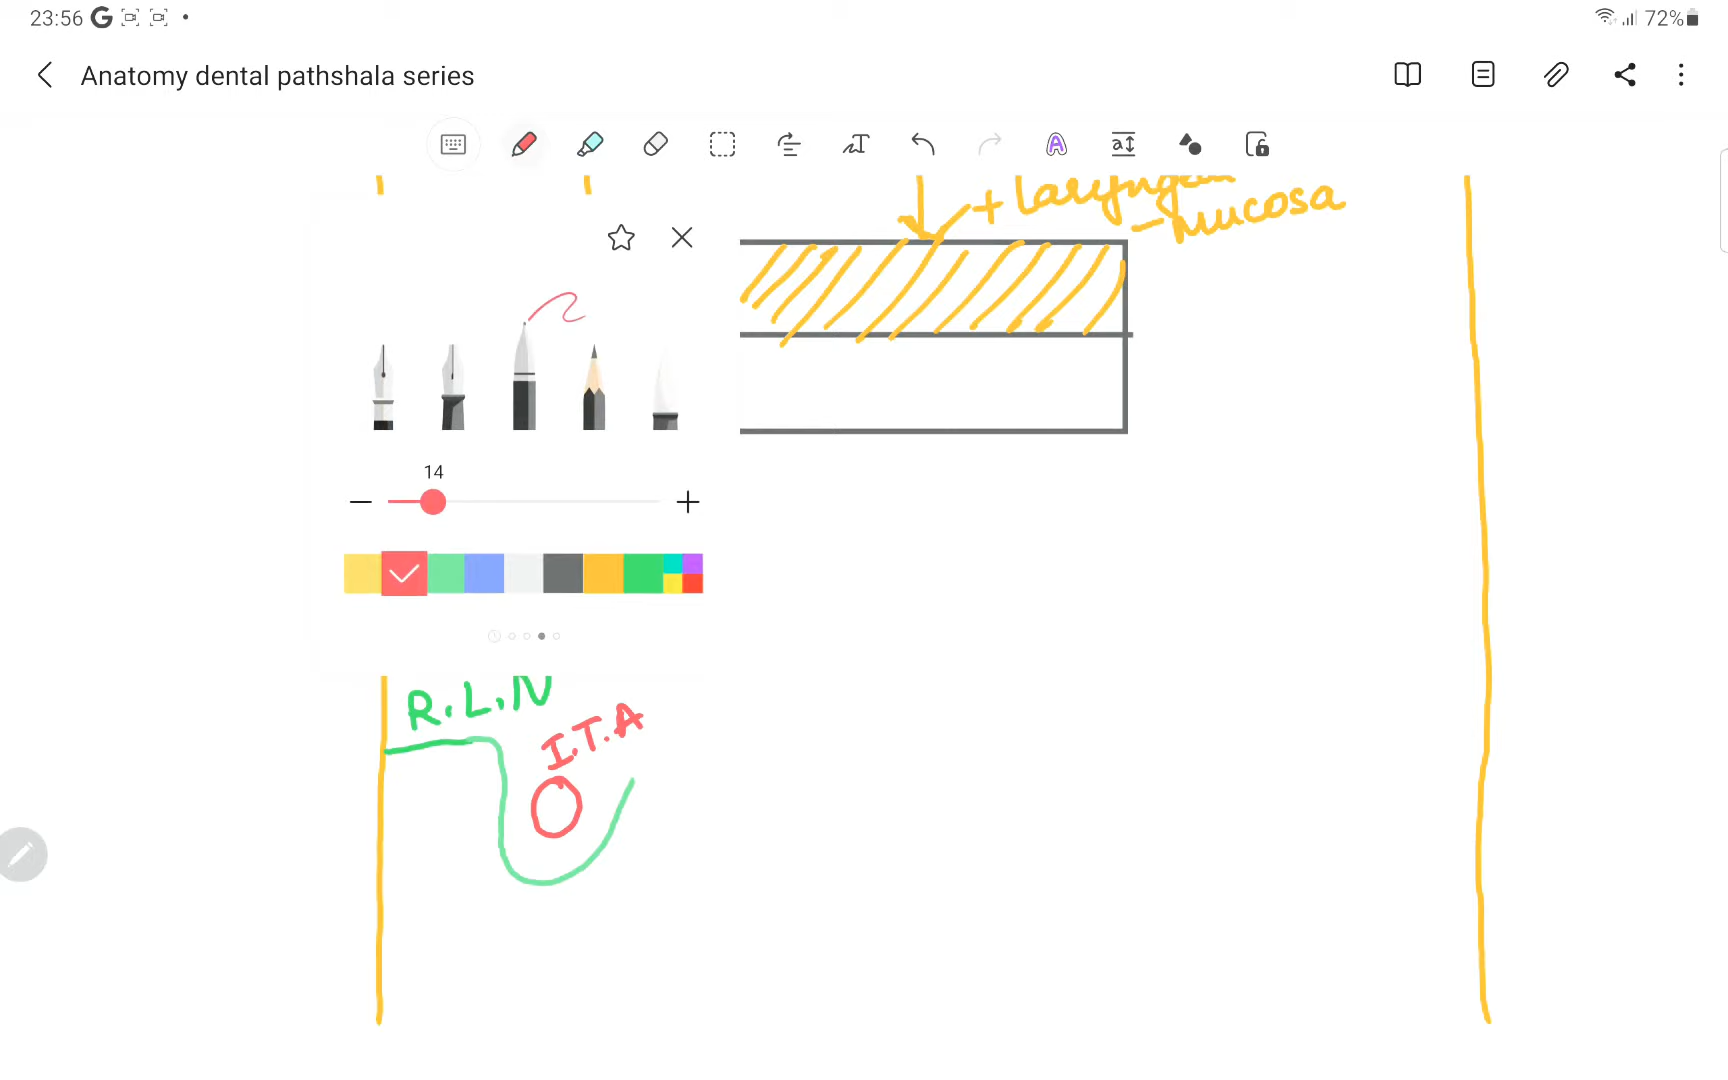 23:56 G 72%
Anatomy dental pathshala series
+ Laryngeal
- Mucosa
14
R.L.N
I.T.A